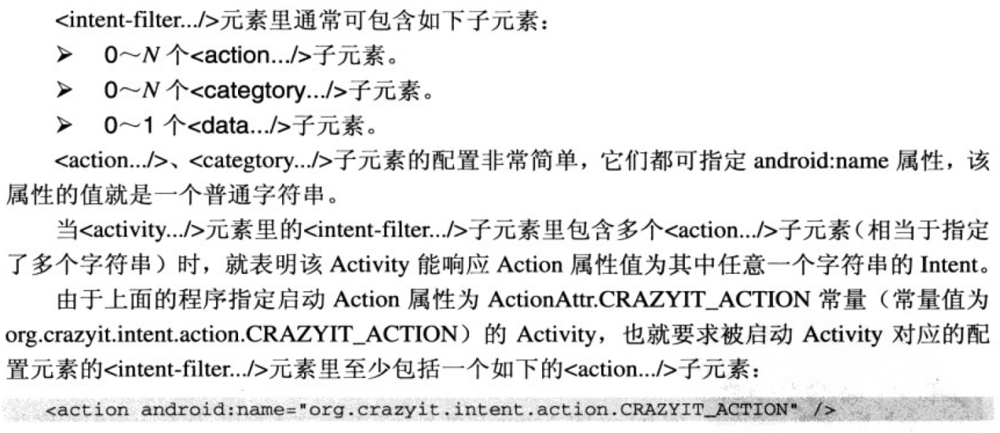 <intent-filter.../>元素里通常可包含如下子元素：
➢ 0～N 个<action.../>子元素。
➢ 0～N 个<categtory.../>子元素。
➢ 0～1 个<data.../>子元素。
<action.../>、<categtory.../>子元素的配置非常简单，它们都可指定 android:name 属性，该
属性的值就是一个普通字符串。
当<activity.../>元素里的<intent-filter.../>子元素里包含多个<action.../>子元素（相当于指定
了多个字符串）时，就表明该 Activity 能响应 Action 属性值为其中任意一个字符串的 Intent。
由于上面的程序指定启动 Action 属性为 ActionAttr.CRAZYIT_ACTION 常量（常量值为
org.crazyit.intent.action.CRAZYIT_ACTION）的 Activity，也就要求被启动 Activity 对应的配
置元素的<intent-filter.../>元素里至少包括一个如下的<action.../>子元素：
<action android:name="org.crazyit.intent.action.CRAZYIT_ACTION" />